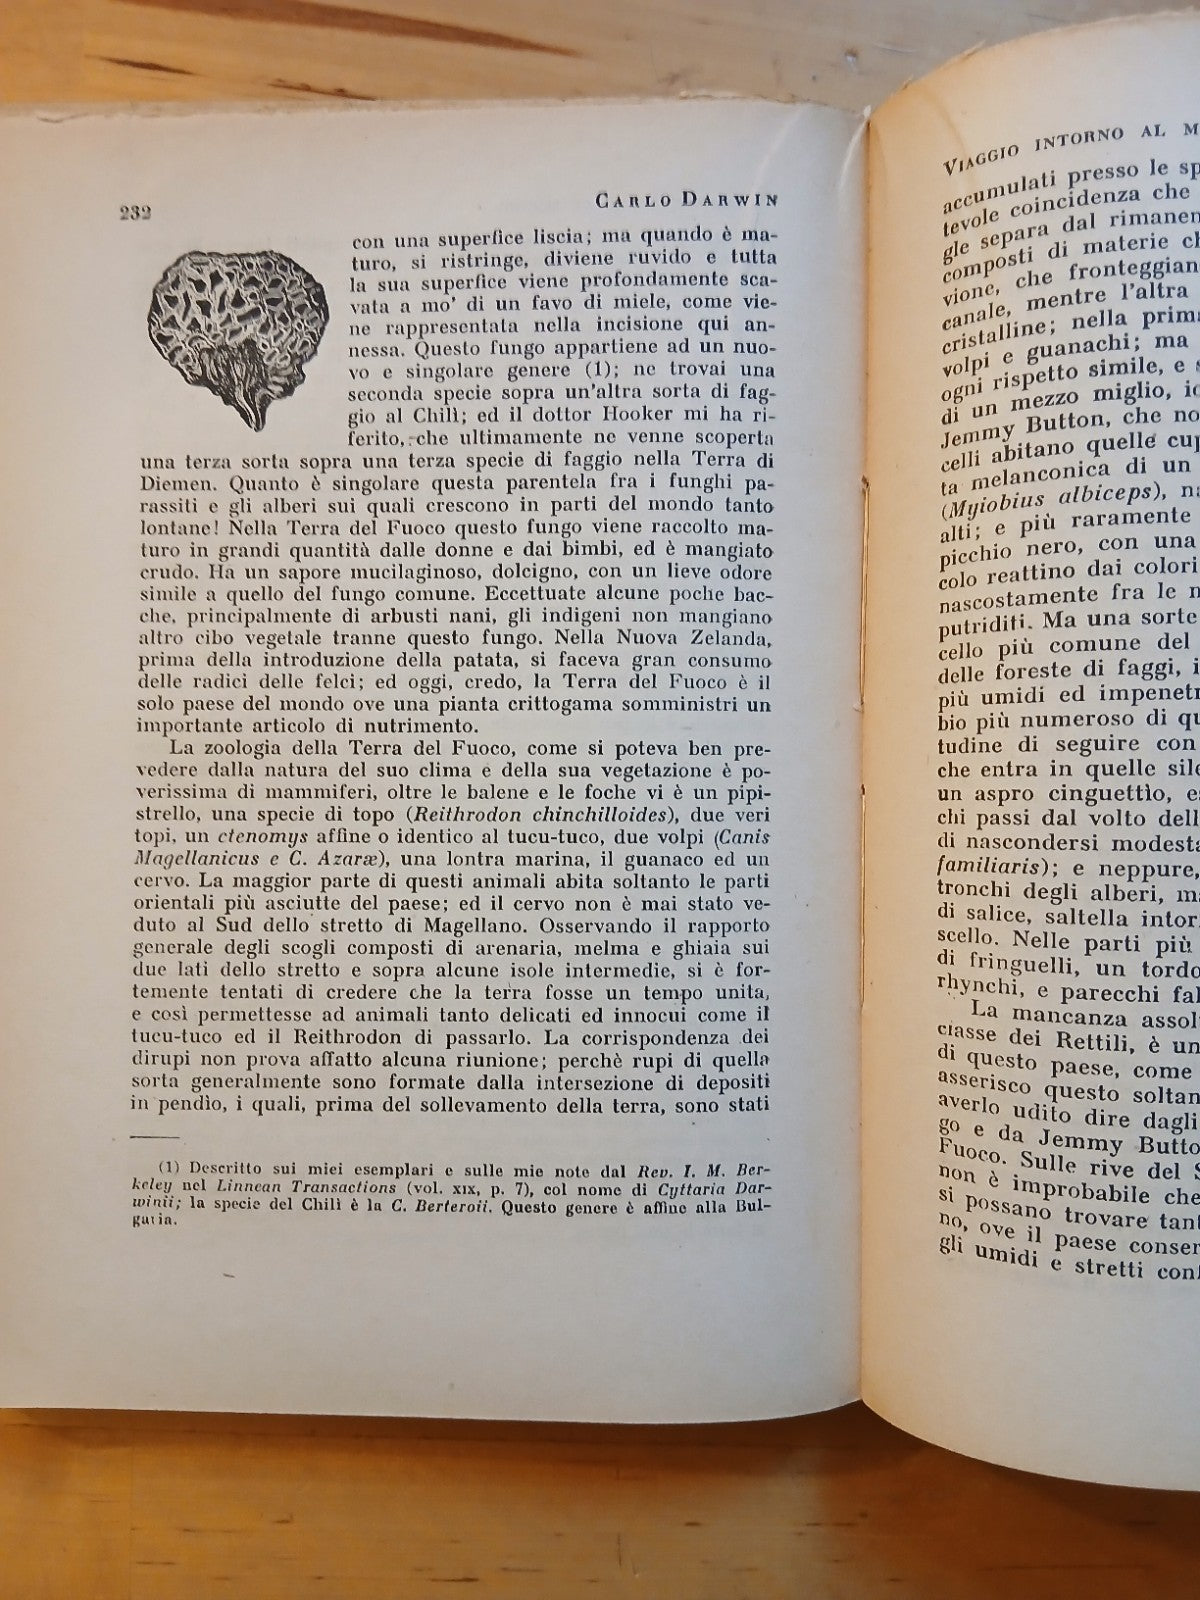 232
CARLO DARWIN
con una superfice liscia; ma quando è ma-
turo, si ristringe, diviene ruvido e tutta
la sua superfice viene profondamente sca-
vata a mo' di un favo di miele, come vie-
ne rappresentata nella incisione qui an-
nessa. Questo fungo appartiene ad un nuo-
vo e singolare genere (1); ne trovai una
seconda specie sopra un'altra sorta di fag-
gio al Chilì; ed il dottor Hooker mi ha ri-
ferito, che ultimamente ne venne scoperta
una terza sorta sopra una terza specie di faggio nella Terra di
Diemen. Quanto è singolare questa parentela fra i funghi pa-
rassiti e gli alberi sui quali crescono in parti del mondo tanto
lontane! Nella Terra del Fuoco questo fungo viene raccolto ma-
turo in grandi quantità dalle donne e dai bimbi, ed è mangiato
crudo. Ha un sapore mucilaginoso, dolcigno, con un lieve odore
simile a quello del fungo comune. Eccettuate alcune poche bac-
che, principalmente di arbusti nani, gli indigeni non mangiano
altro cibo vegetale tranne questo fungo. Nella Nuova Zelanda,
prima della introduzione della patata, si faceva gran consumo
delle radici delle felci; ed oggi, credo, la Terra del Fuoco è il
solo paese del mondo ove una pianta crittogama somministri un
importante articolo di nutrimento.
La zoologia della Terra del Fuoco, come si poteva ben pre-
vedere dalla natura del suo clima e della sua vegetazione è po-
verissima di mammiferi, oltre le balene e le foche vi è un pipi-
strello, una specie di topo (Reithrodon chinchilloides), due veri
topi, un ctenomys affine o identico al tucu-tuco, due volpi (Canis
Magellanicus e C. Azaræ), una lontra marina, il guanaco ed un
cervo. La maggior parte di questi animali abita soltanto le parti
orientali più asciutte del paese; ed il cervo non è mai stato ve-
duto al Sud dello stretto di Magellano. Osservando il rapporto
generale degli scogli composti di arenaria, melma e ghiaia sui
due lati dello stretto e sopra alcune isole intermedie, si è for-
temente tentati di credere che la terra fosse un tempo unita,
e così permettesse ad animali tanto delicati ed innocui come il
tucu-tuco ed il Reithrodon di passarlo. La corrispondenza dei
dirupi non prova affatto alcuna riunione; perchè rupi di quella
sorta generalmente sono formate dalla intersezione di depositi
in pendìo, i quali, prima del sollevamento della terra, sono stati
(1) Descritto sui miei esemplari e sulle mie note dal Rev. I. M. Ber-
keley nel Linnean Transactions (vol. XIX, p. 7), col nome di Cyttaria Dar-
winii; la specie del Chilì è la C. Berteroii. Questo genere è affine alla Bul-
garia.
VIAGGIO INTORNO AL M
accumulati presso le sp
tevole coincidenza che
gle separa dal rimanen
composti di materie ch
vione, che fronteggian
canale, mentre l'altra
cristalline; nella prima
volpi e guanachi; ma
ogni rispetto simile, e s
di un mezzo miglio, io
Jemmy Button, che no
celli abitano quelle cup
ta melanconica di un
(Myiobius albiceps), na
alti; e più raramente
picchio nero, con una
colo reattino dai colori
nascostamente fra le m
putriditi. Ma una sorte
cello più comune del
delle foreste di faggi, i
più umidi ed impenetr
bio più numeroso di qu
tudine di seguire con
che entra in quelle sile
un aspro cinguettìo, es
chi passi dal volto dell
di nascondersi modesta
familiaris); e neppure,
tronchi degli alberi, ma
di salice, saltella intor
scello. Nelle parti più
di fringuelli, un tordo
rhynchi, e parecchi fal
La mancanza assol
classe dei Rettili, è un
di questo paese, come
asserisco questo soltan
averlo udito dire dagli
go e da Jemmy Butto
Fuoco. Sulle rive del S
non è improbabile che
si possano trovare tant
no, ove il paese conser
gli umidi e stretti conf